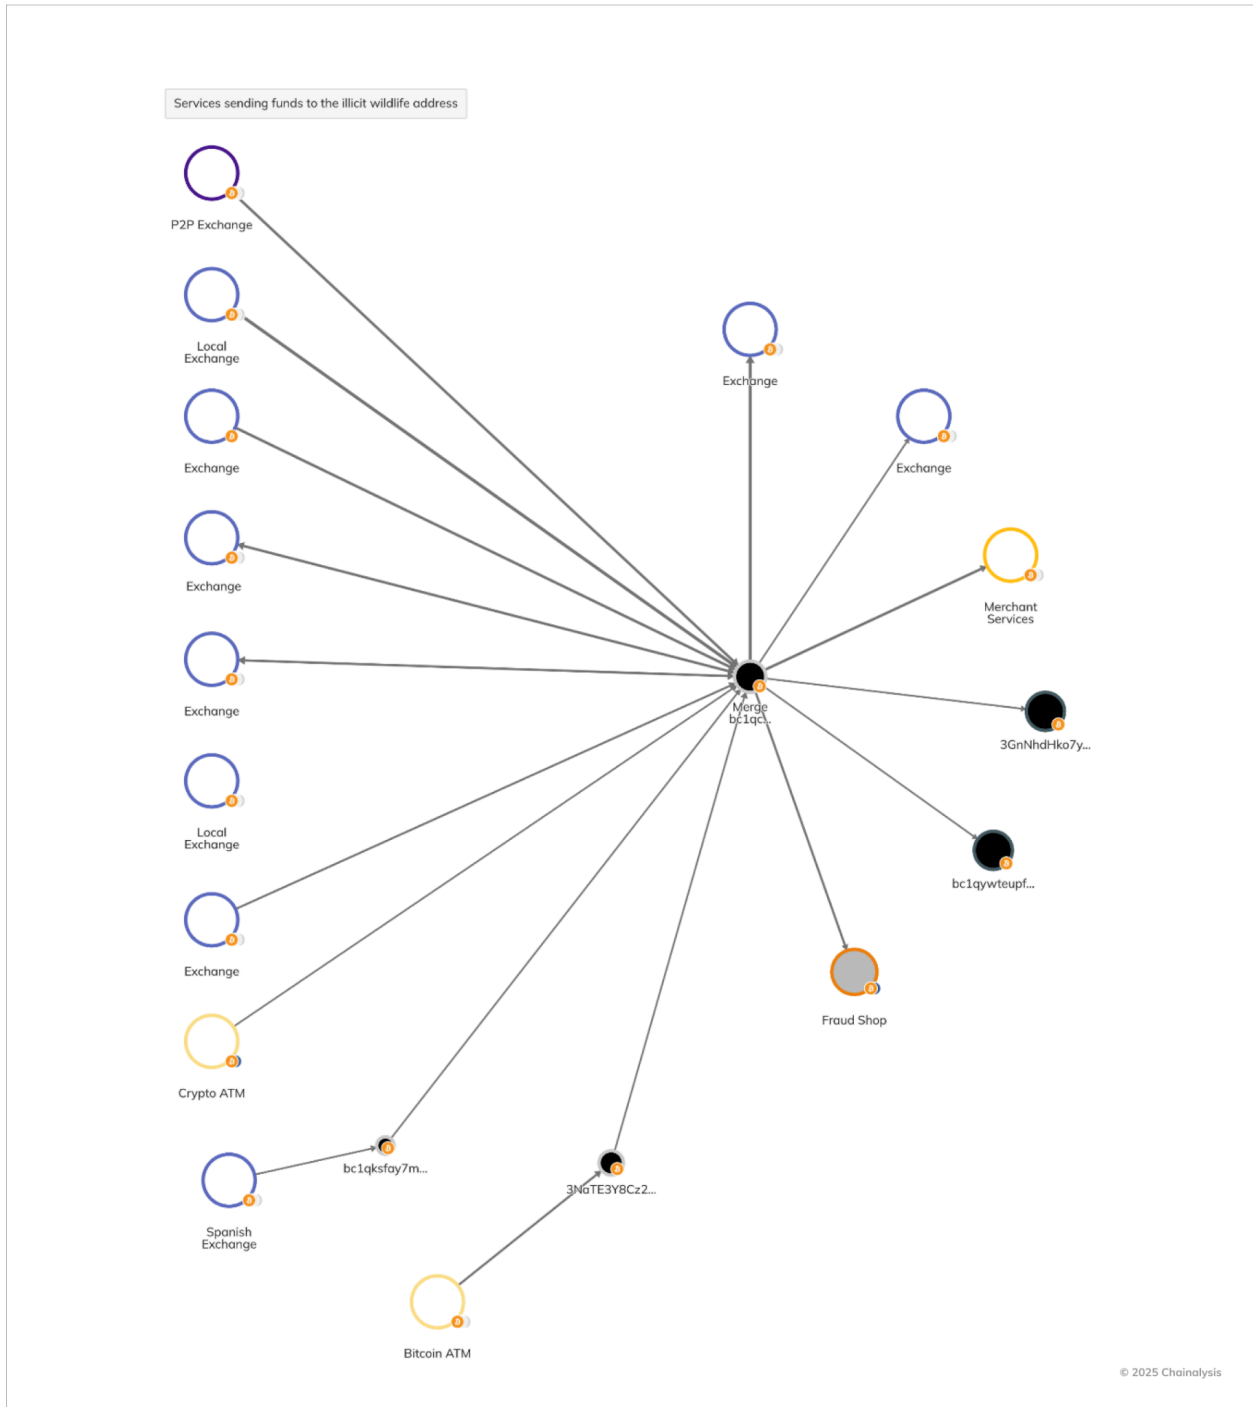 Services sending funds to the illicit wildlife address
P2P Exchange
Local
Exchange
Exchange
Exchange
Exchange
Exchange
Exchange
Merchant
Services
Merge
bc1qc...
3GnNhdHko7y...
Local
Exchange
bc1qywteupf...
Exchange
Fraud Shop
Crypto ATM
bc1qksfay7m...
3NaTE3Y8Cz2...
Spanish
Exchange
Bitcoin ATM
© 2025 Chainalysis